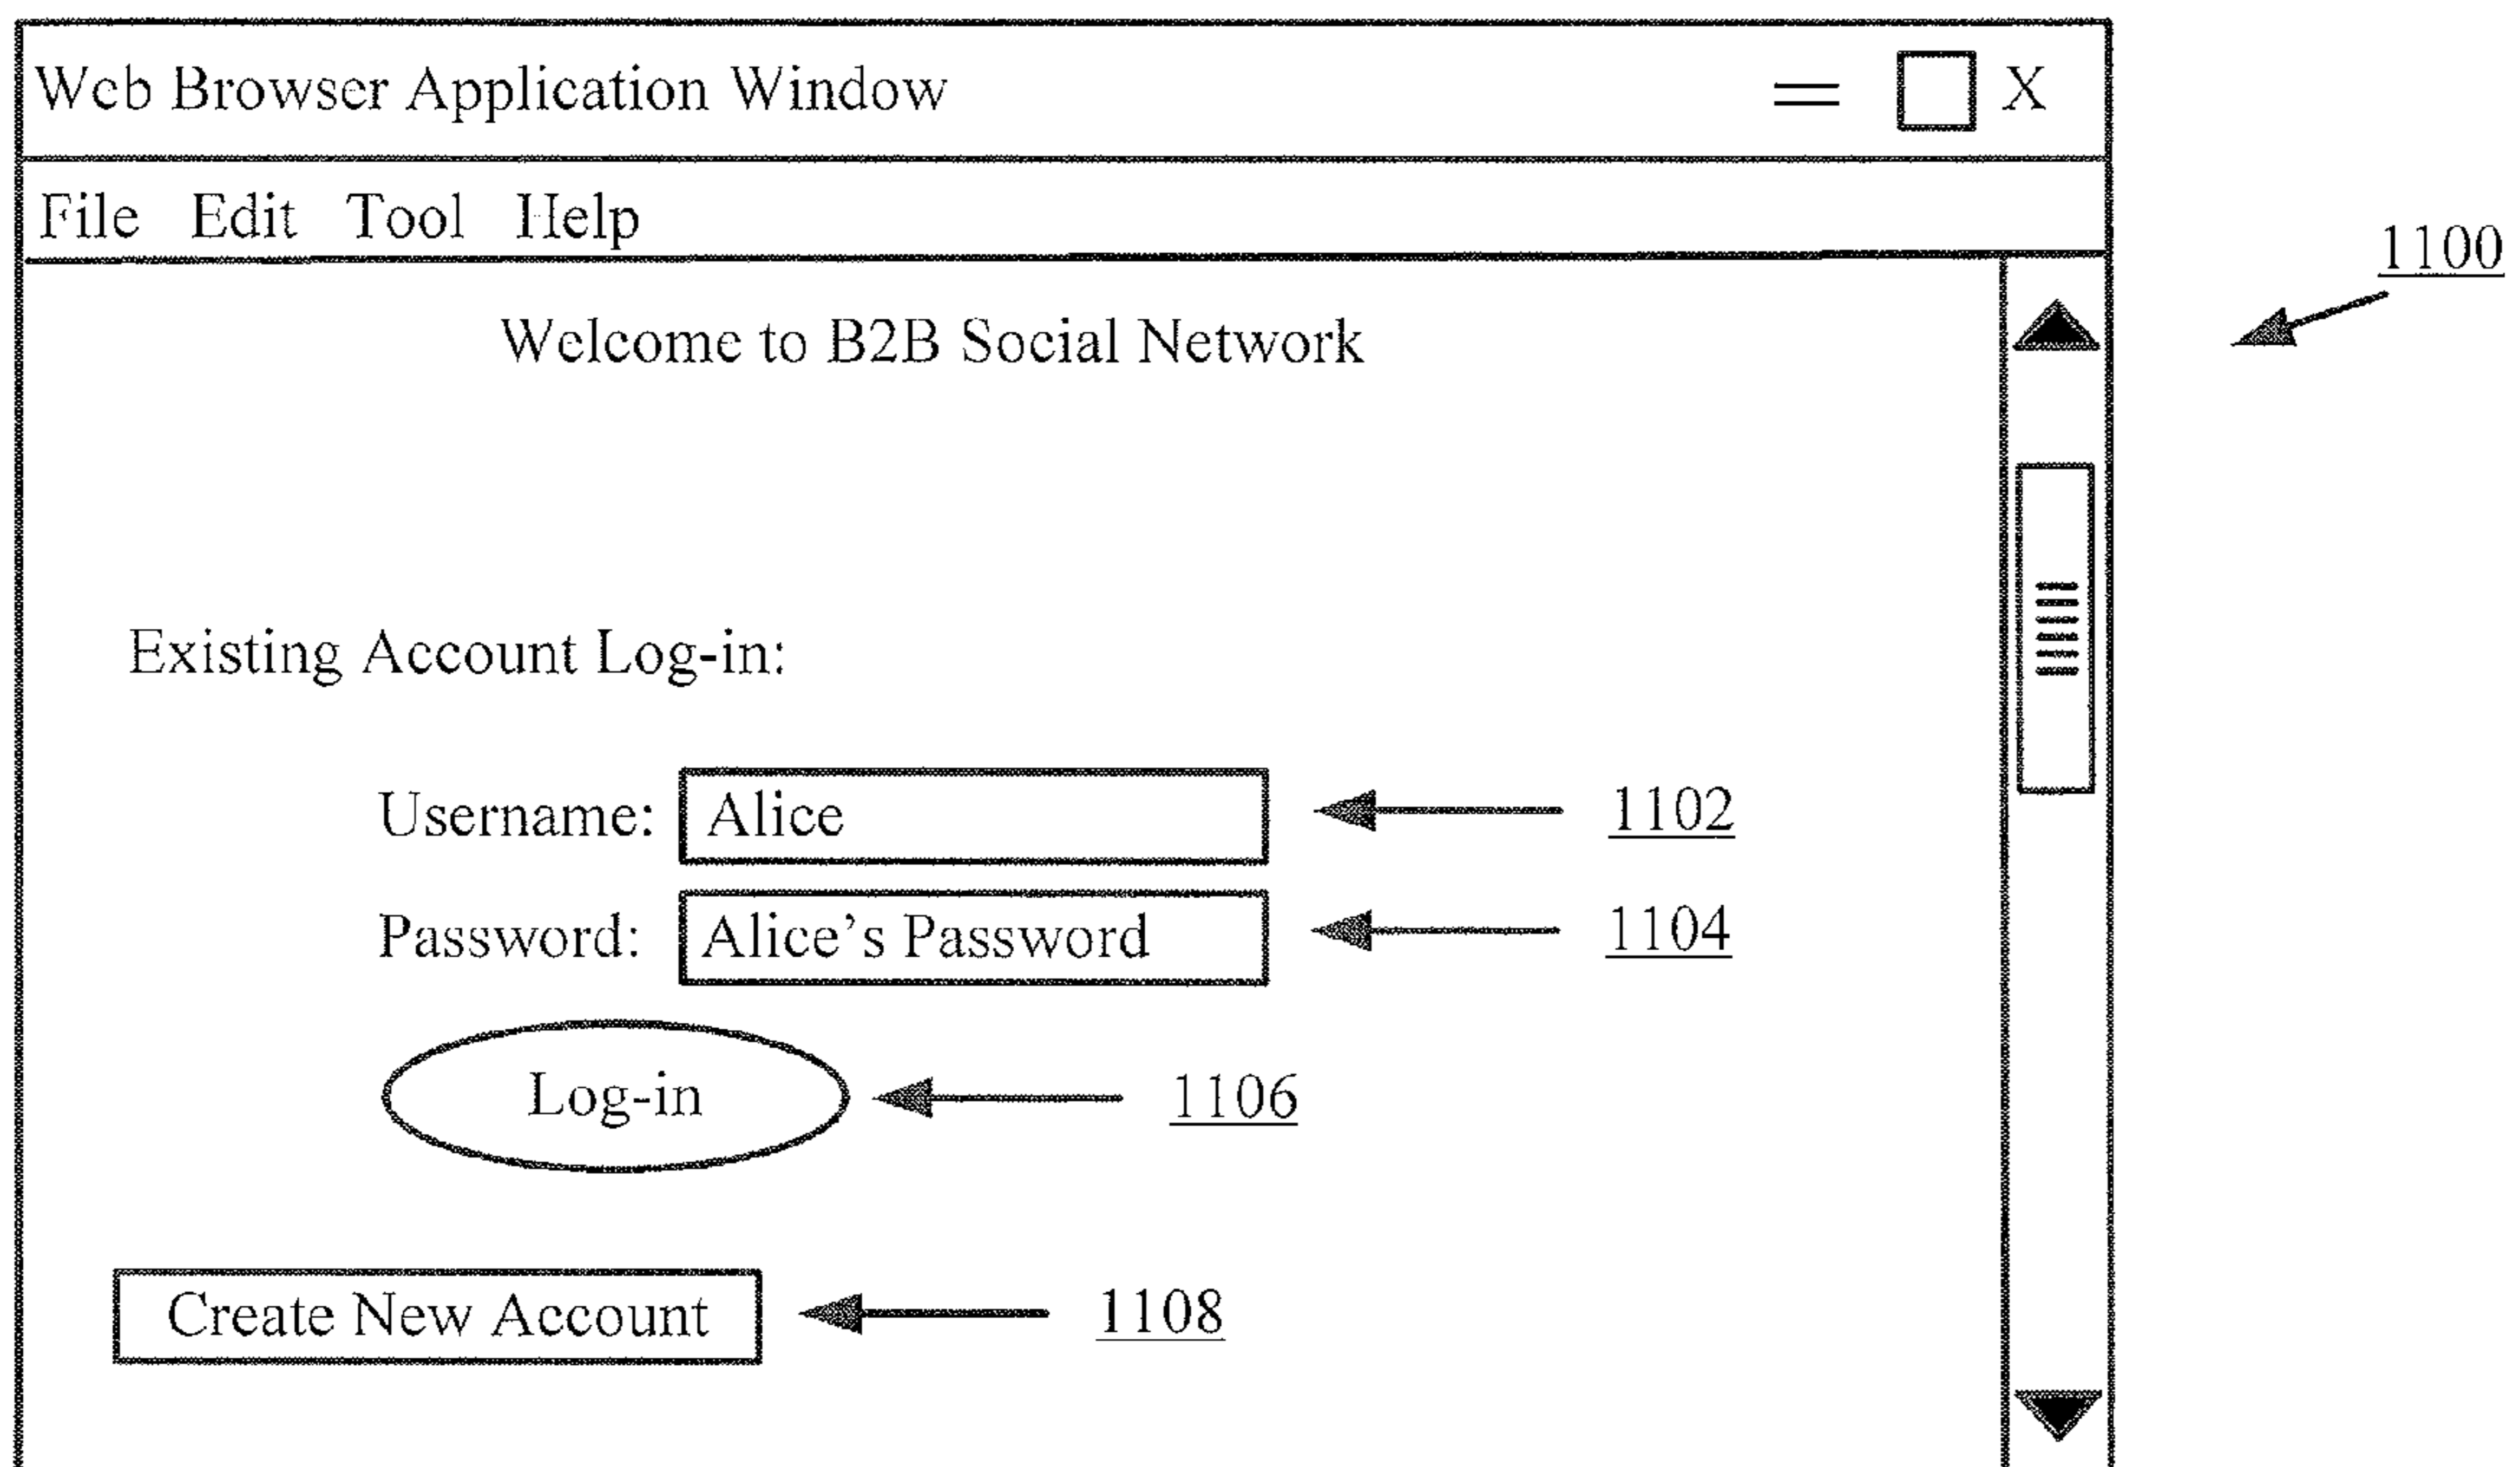 Web Browser Application Window X
File Edit Tool Help
1100
Welcome to B2B Social Network
Existing Account Log-in:
Username: Alice 1102
Password: Alice's Password 1104
Log-in 1106
Create New Account 1108